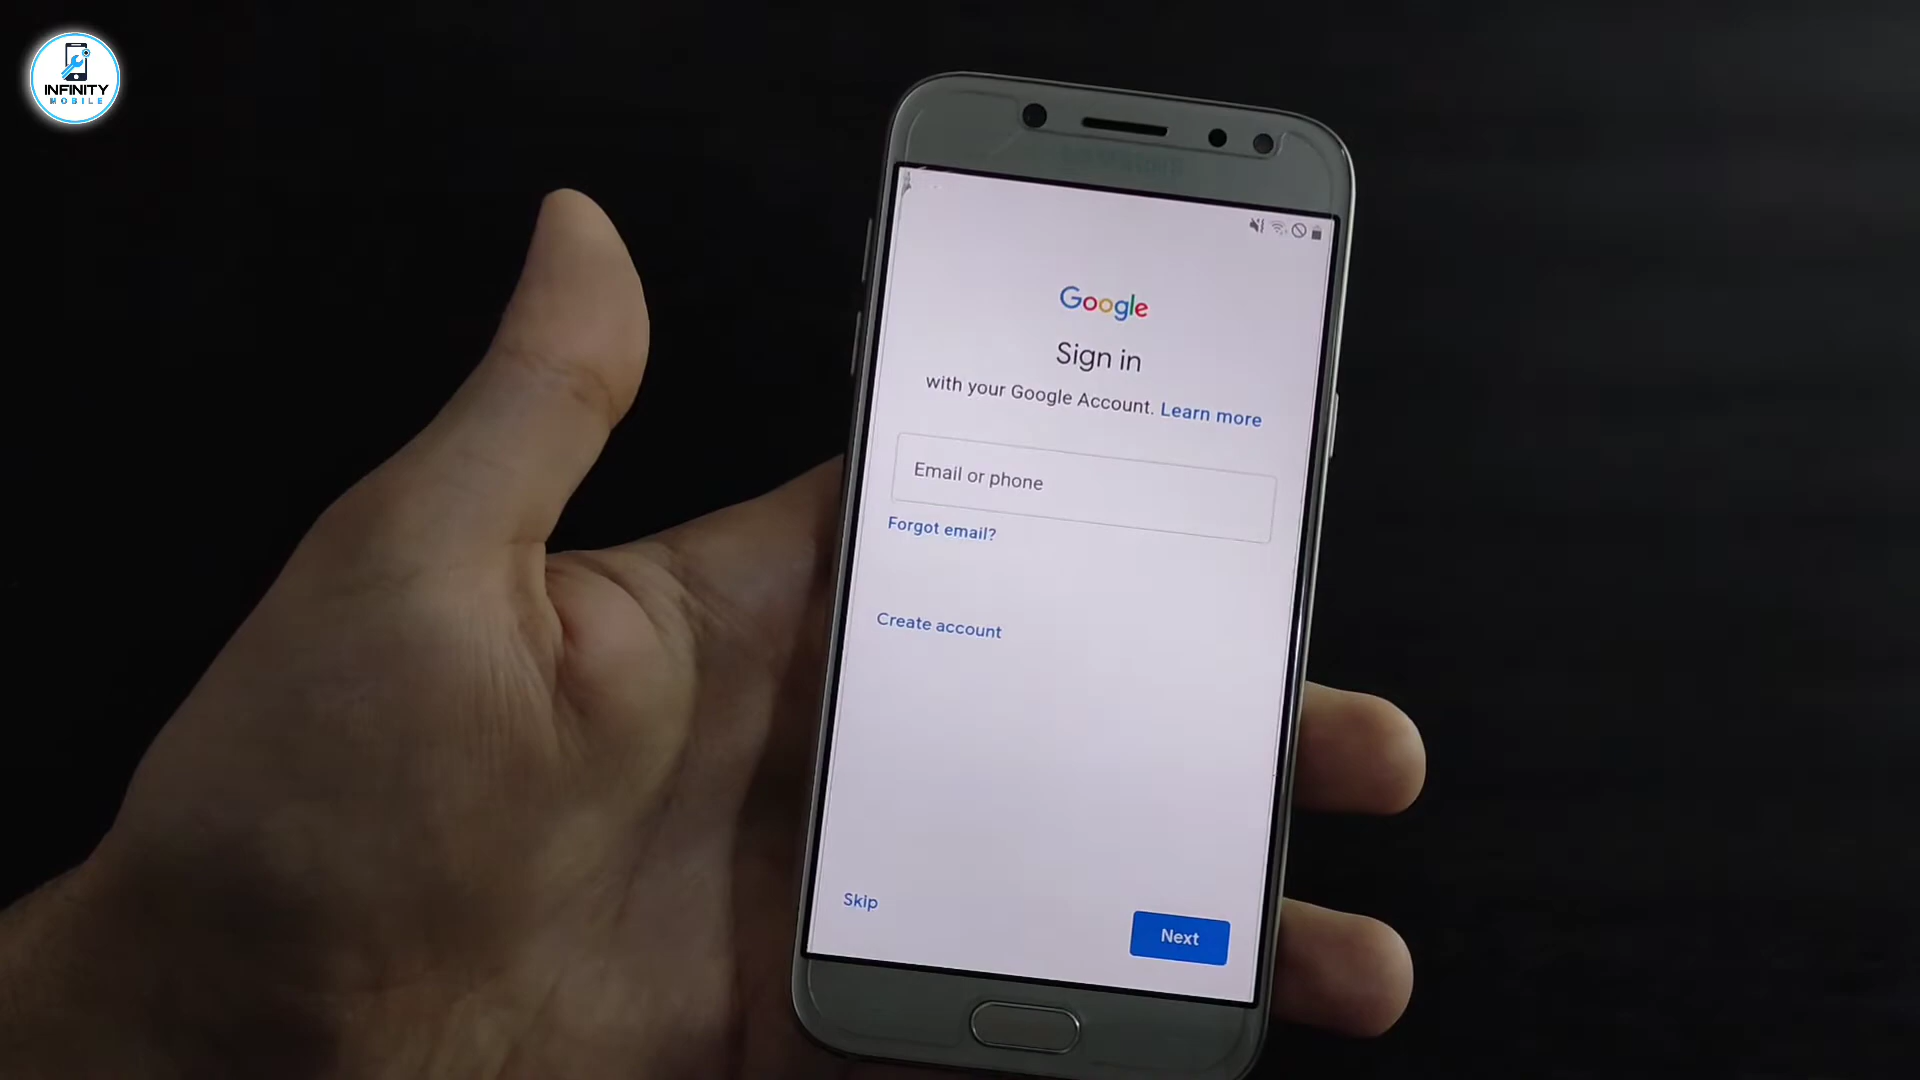 INFINITY
MOBILE
Google
Sign in
with your Google Account. Learn more
Email or phone
Forgot email?
Create account
Skip
Next